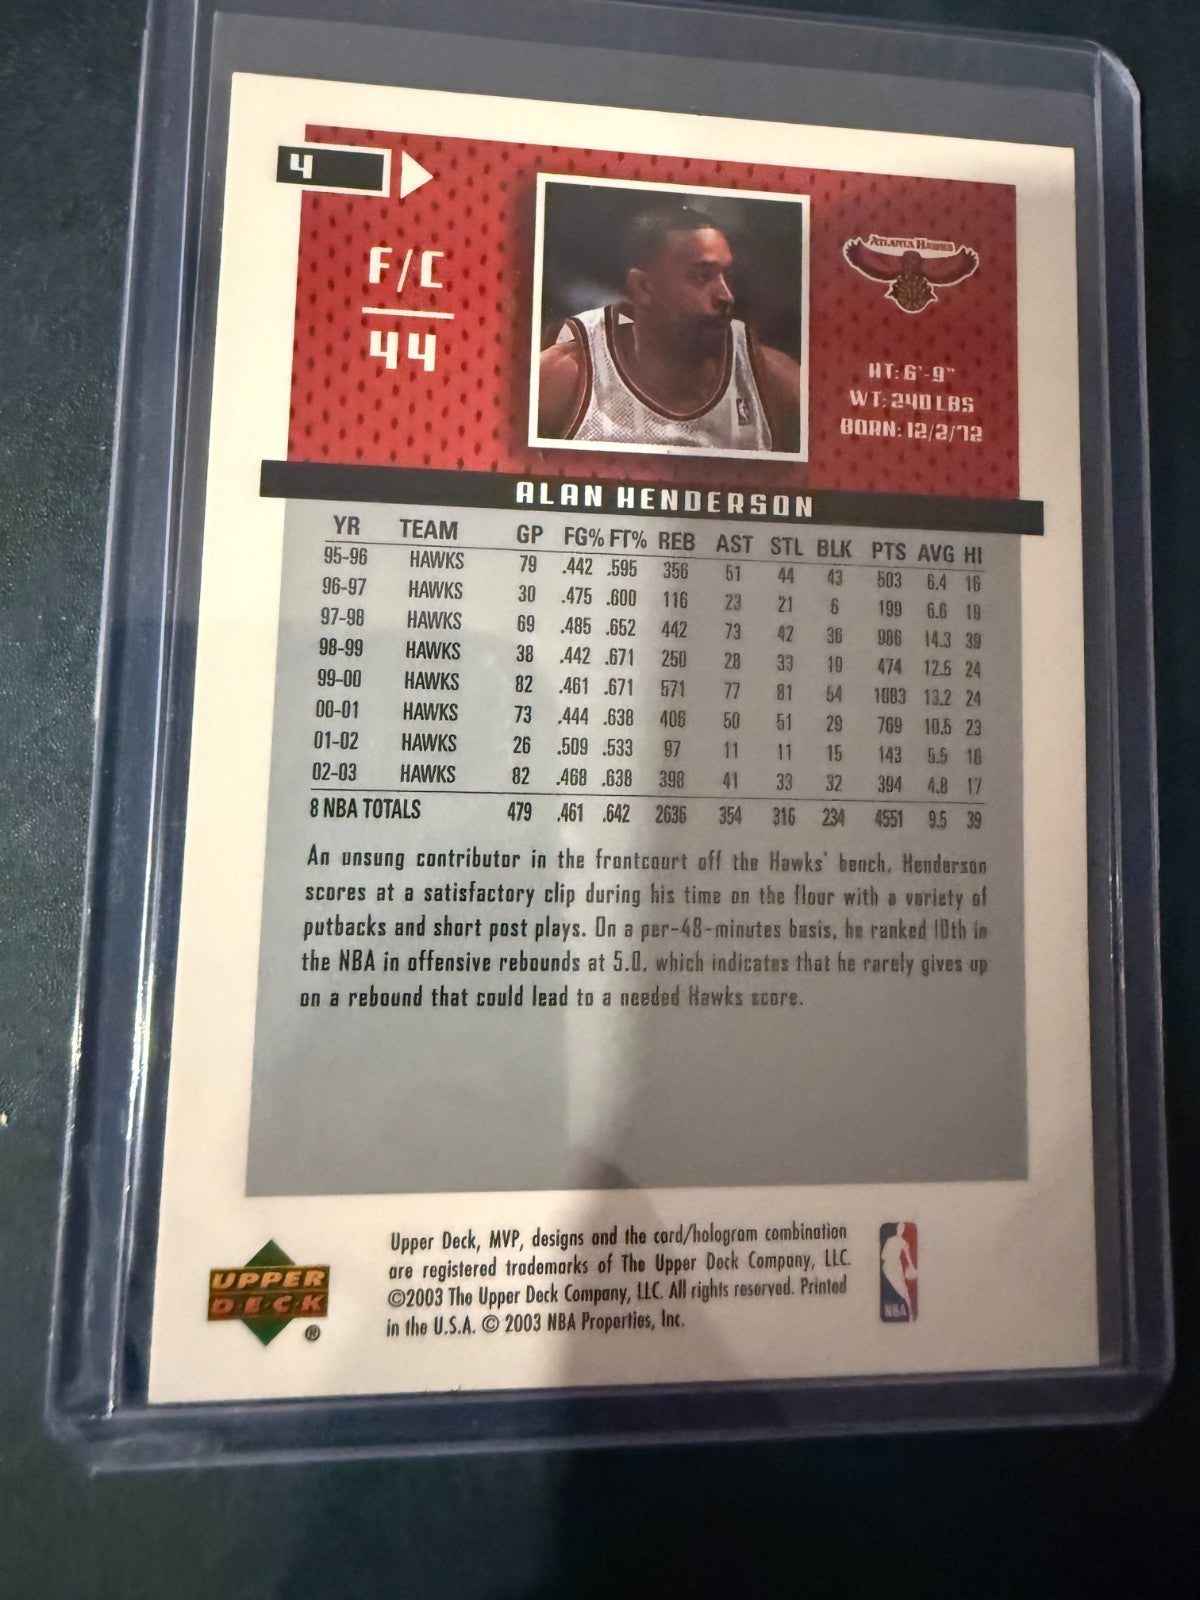 4
F/C
44
ATLANTA HAWKS
HT: 6'-9"
WT: 240 LBS
BORN: 12/2/72
ALAN HENDERSON
YR TEAM GP FG% FT% REB AST STL BLK PTS AVG HI
95-96 HAWKS 79 .442 .595 356 51 44 43 503 6.4 16
96-97 HAWKS 30 .475 .600 116 23 21 6 199 6.6 19
97-98 HAWKS 69 .485 .652 442 73 42 36 986 14.3 39
98-99 HAWKS 38 .442 .671 250 28 33 19 474 12.5 24
99-00 HAWKS 82 .461 .671 571 77 81 54 1083 13.2 24
00-01 HAWKS 73 .444 .638 406 50 51 29 769 10.5 23
01-02 HAWKS 26 .509 .533 97 11 11 15 143 5.5 16
02-03 HAWKS 82 .468 .638 398 41 33 32 394 4.8 17
8 NBA TOTALS 479 .461 .642 2636 354 316 234 4551 9.5 39
An unsung contributor in the frontcourt off the Hawks' bench, Henderson
scores at a satisfactory clip during his time on the flour with a variety of
putbacks and short post plays. On a per-48-minutes basis, he ranked 10th in
the NBA in offensive rebounds at 5.0, which indicates that he rarely gives up
on a rebound that could lead to a needed Hawks score.
UPPER
DECK
®
Upper Deck, MVP, designs and the card/hologram combination
are registered trademarks of The Upper Deck Company, LLC.
©2003 The Upper Deck Company, LLC. All rights reserved. Printed
in the U.S.A. © 2003 NBA Properties, Inc.
NBA